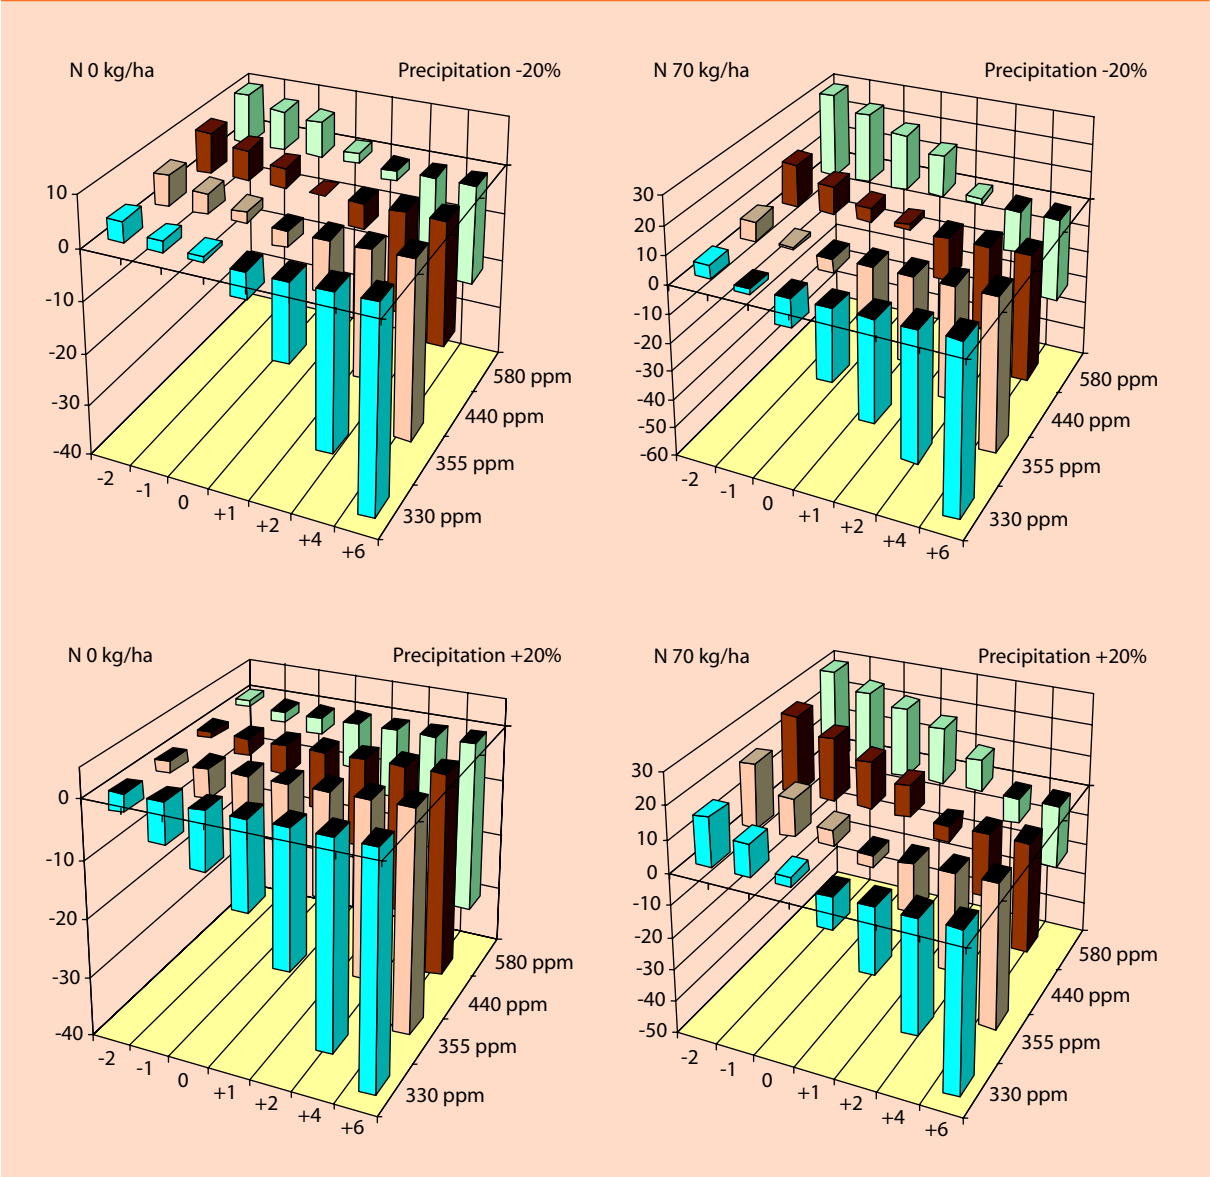 N 0 kg/ha
Precipitation -20%
10
0
-10
-20
-30
-40
-2
-1
0
+1
+2
+4
+6
580 ppm
440 ppm
355 ppm
330 ppm
N 70 kg/ha
Precipitation -20%
30
20
10
0
-10
-20
-30
-40
-50
-60
-2
-1
0
+1
+2
+4
+6
580 ppm
440 ppm
355 ppm
330 ppm
N 0 kg/ha
Precipitation +20%
0
-10
-20
-30
-40
-2
-1
0
+1
+2
+4
+6
580 ppm
440 ppm
355 ppm
330 ppm
N 70 kg/ha
Precipitation +20%
30
20
10
0
-10
-20
-30
-40
-50
-2
-1
0
+1
+2
+4
+6
580 ppm
440 ppm
355 ppm
330 ppm